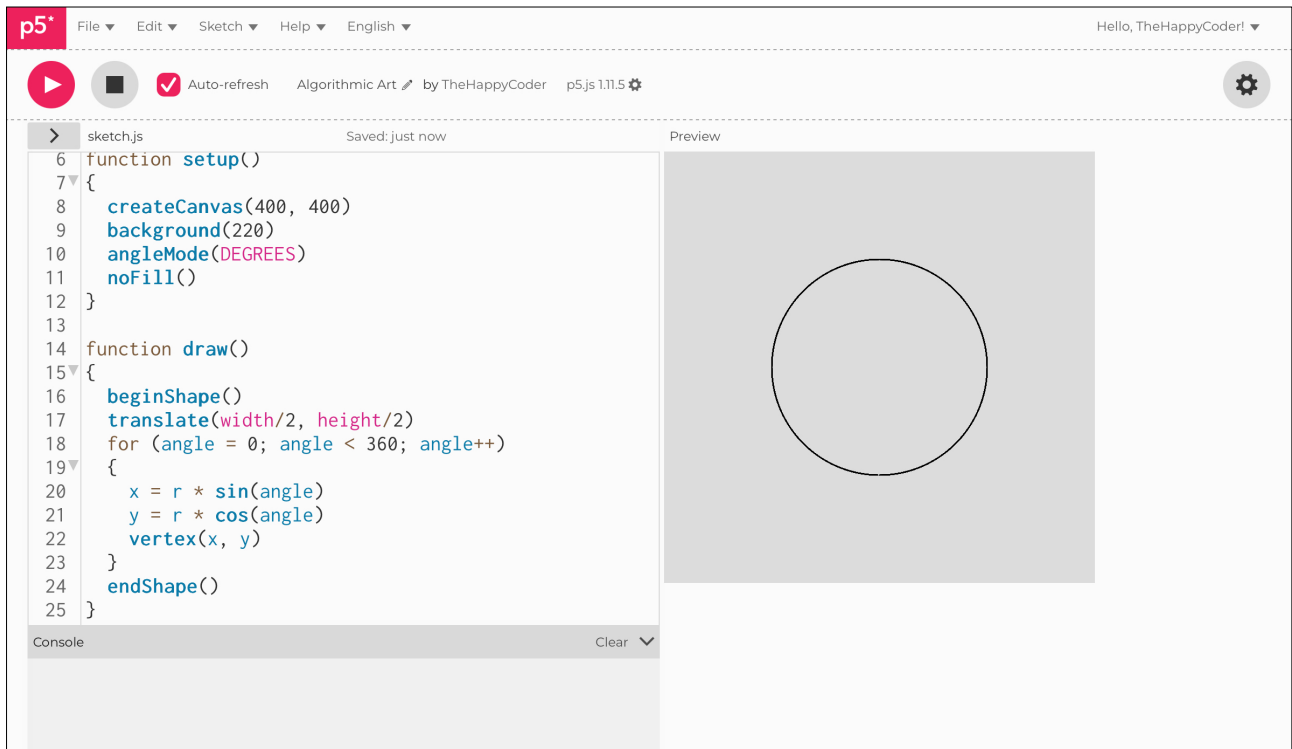 p5* File Edit Sketch Help English Hello, TheHappyCoder!
Auto-refresh Algorithmic Art by TheHappyCoder p5.js 1.11.5
sketch.js Saved: just now Preview
6 function setup()
7 {
8   createCanvas(400, 400)
9   background(220)
10   angleMode(DEGREES)
11   noFill()
12 }
13
14 function draw()
15 {
16   beginShape()
17   translate(width/2, height/2)
18   for (angle = 0; angle < 360; angle++)
19   {
20     x = r * sin(angle)
21     y = r * cos(angle)
22     vertex(x, y)
23   }
24   endShape()
25 }
Console Clear